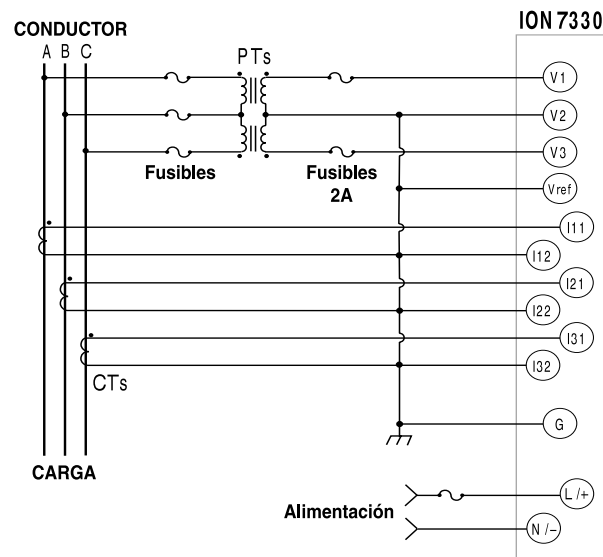 ION 7330
CONDUCTOR
A B C
PTs
V1
V2
V3
Fusibles
Fusibles
2A
Vref
I11
I12
I21
I22
I31
I32
CTs
G
CARGA
Alimentación
L /+
N /−